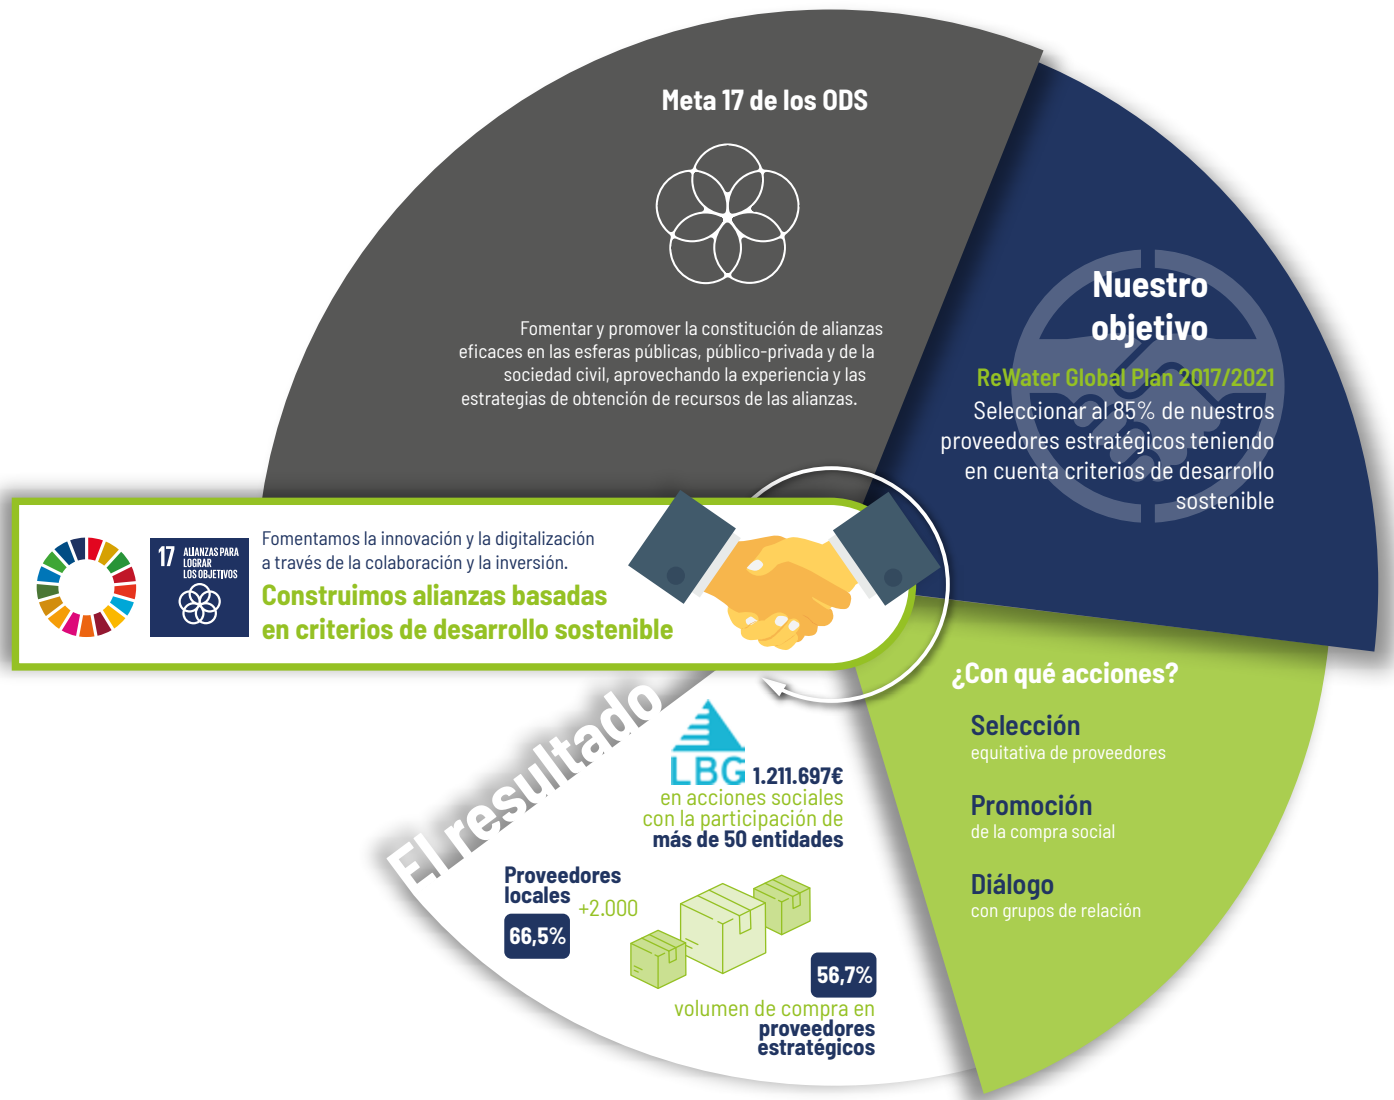 Meta 17 de los ODS
Fomentar y promover la constitución de alianzas
eficaces en las esferas públicas, público-privada y de la
sociedad civil, aprovechando la experiencia y las
estrategias de obtención de recursos de las alianzas.
Nuestro
objetivo
ReWater Global Plan 2017/2021
Seleccionar al 85% de nuestros
proveedores estratégicos teniendo
en cuenta criterios de desarrollo
sostenible
17 ALIANZAS PARA
LOGRAR
LOS OBJETIVOS
Fomentamos la innovación y la digitalización
a través de la colaboración y la inversión.
Construimos alianzas basadas
en criterios de desarrollo sostenible
¿Con qué acciones?
Selección
equitativa de proveedores
Promoción
de la compra social
Diálogo
con grupos de relación
El resultado
LBG 1.211.697€
en acciones sociales
con la participación de
más de 50 entidades
Proveedores
locales
+2.000
66,5%
56,7%
volumen de compra en
proveedores
estratégicos